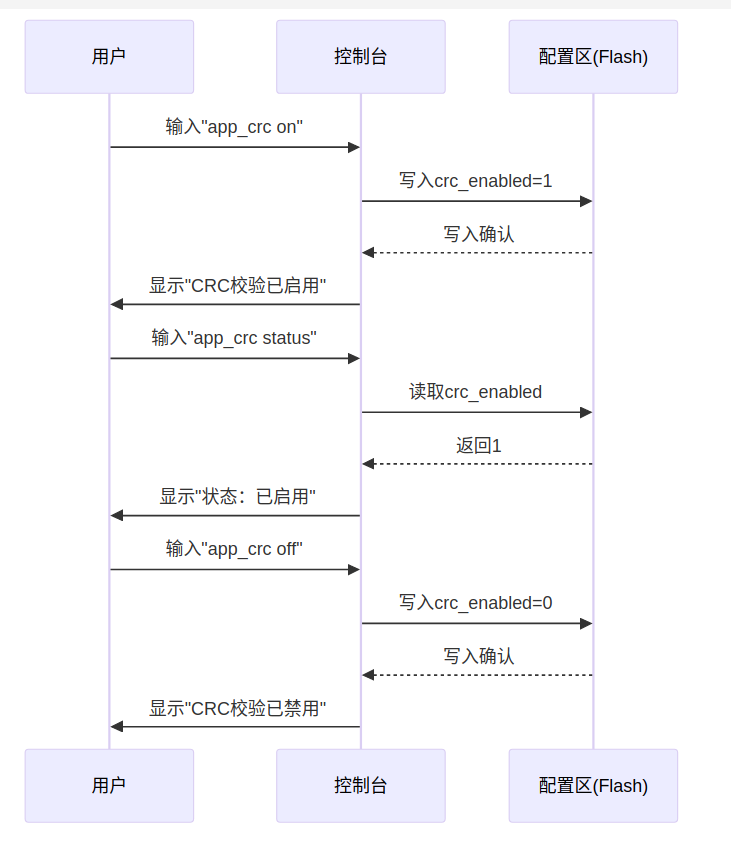 用户
控制台
配置区(Flash)
输入"app_crc on"
写入crc_enabled=1
写入确认
显示"CRC校验已启用"
输入"app_crc status"
读取crc_enabled
返回1
显示"状态：已启用"
输入"app_crc off"
写入crc_enabled=0
写入确认
显示"CRC校验已禁用"
用户
控制台
配置区(Flash)